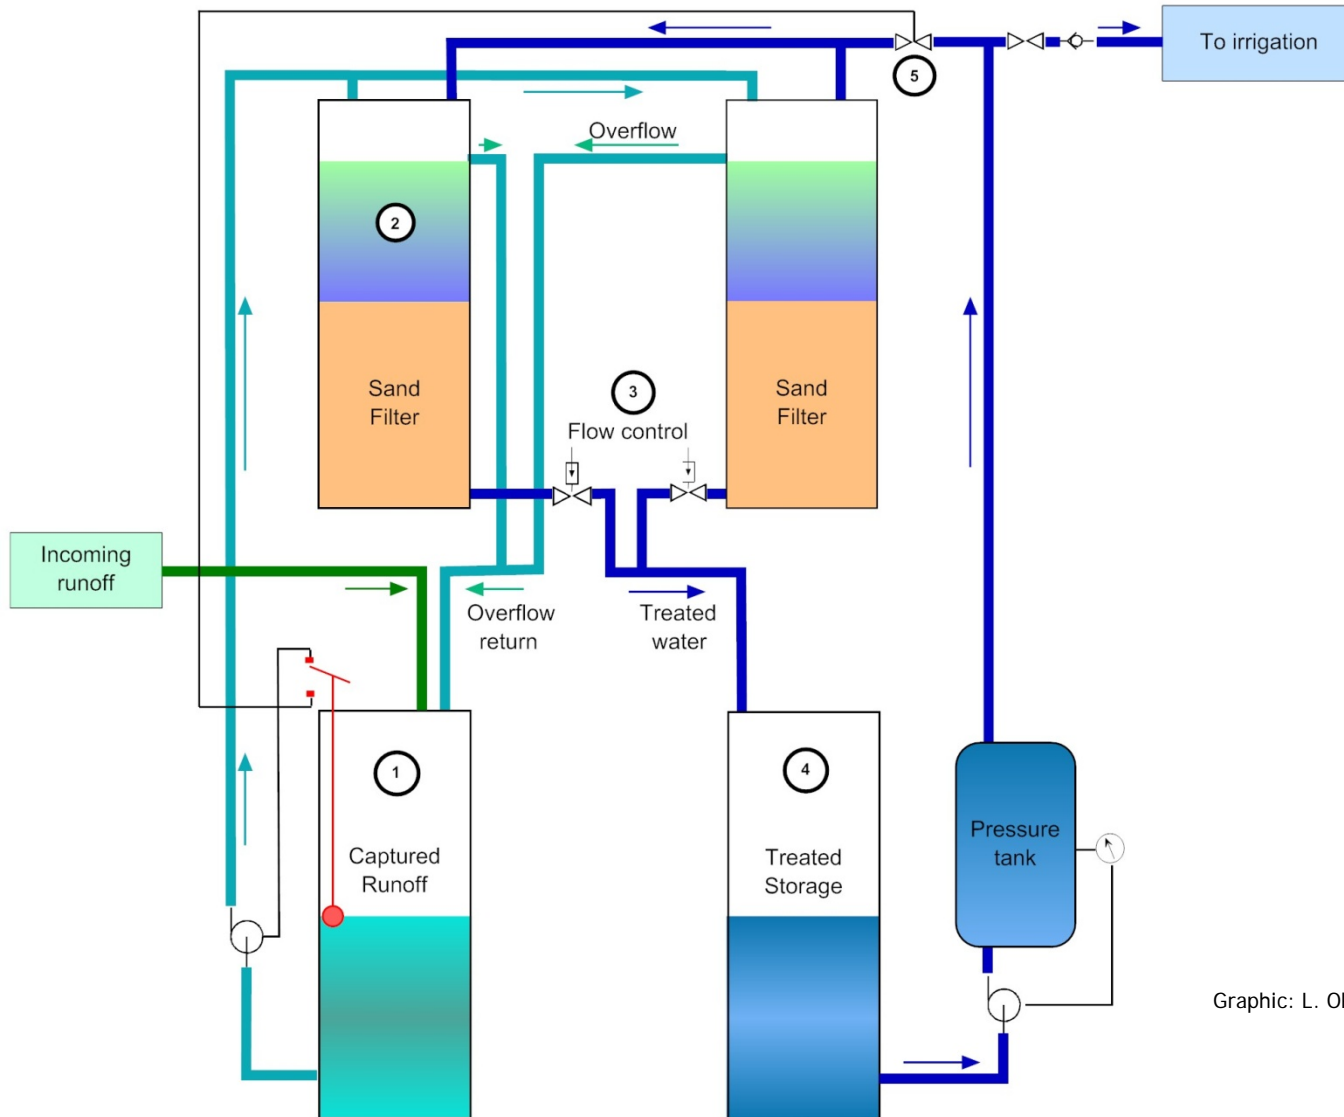 To irrigation
5
Overflow
2
3
Sand
Filter
Sand
Filter
Flow control
Incoming
runoff
Overflow
return
Treated
water
1
4
Captured
Runoff
Treated
Storage
Pressure
tank
Graphic: L.